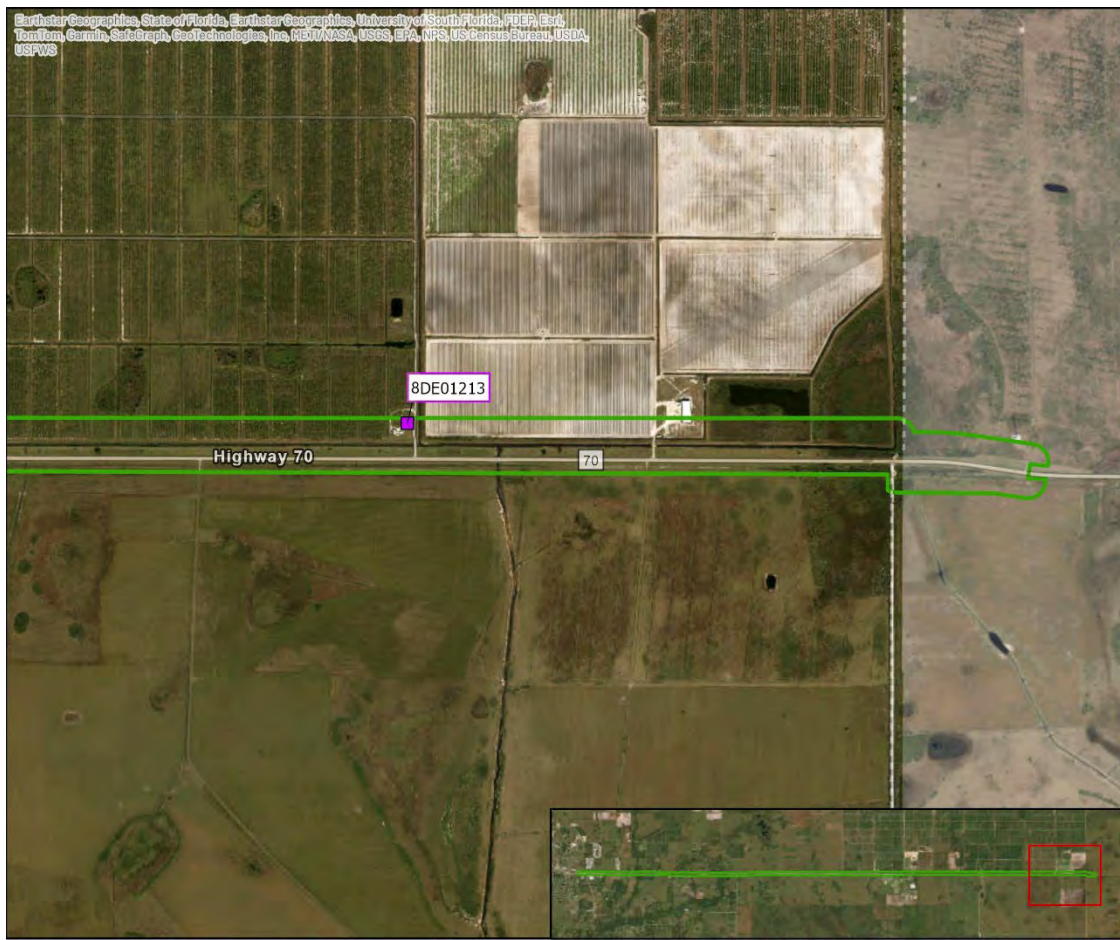 Earthstar Geographics, State of Florida, Earthstar Geographics, University of South Florida, FDEP, Esri,
TomTom, Garmin, SafeGraph, GeoTechnologies, Inc, METI/NASA, USGS, EPA, NPS, US Census Bureau, USDA,
USFWS
8DE01213
Highway 70
70